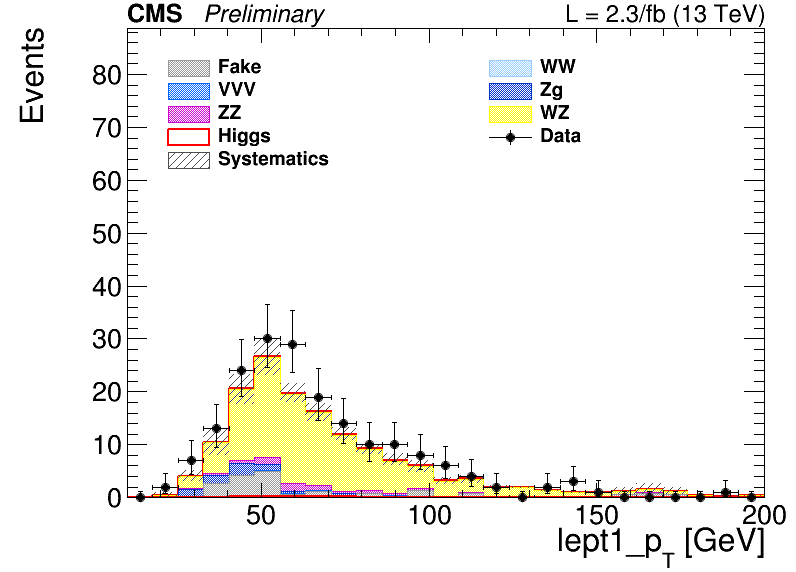 CMS Preliminary L = 2.3/fb (13 TeV)
Events
80
70
60
50
40
30
20
10
0
Fake
VVV
ZZ
Higgs
Systematics
WW
Zg
WZ
Data
50 100 150 200
lept1_p_T [GeV]